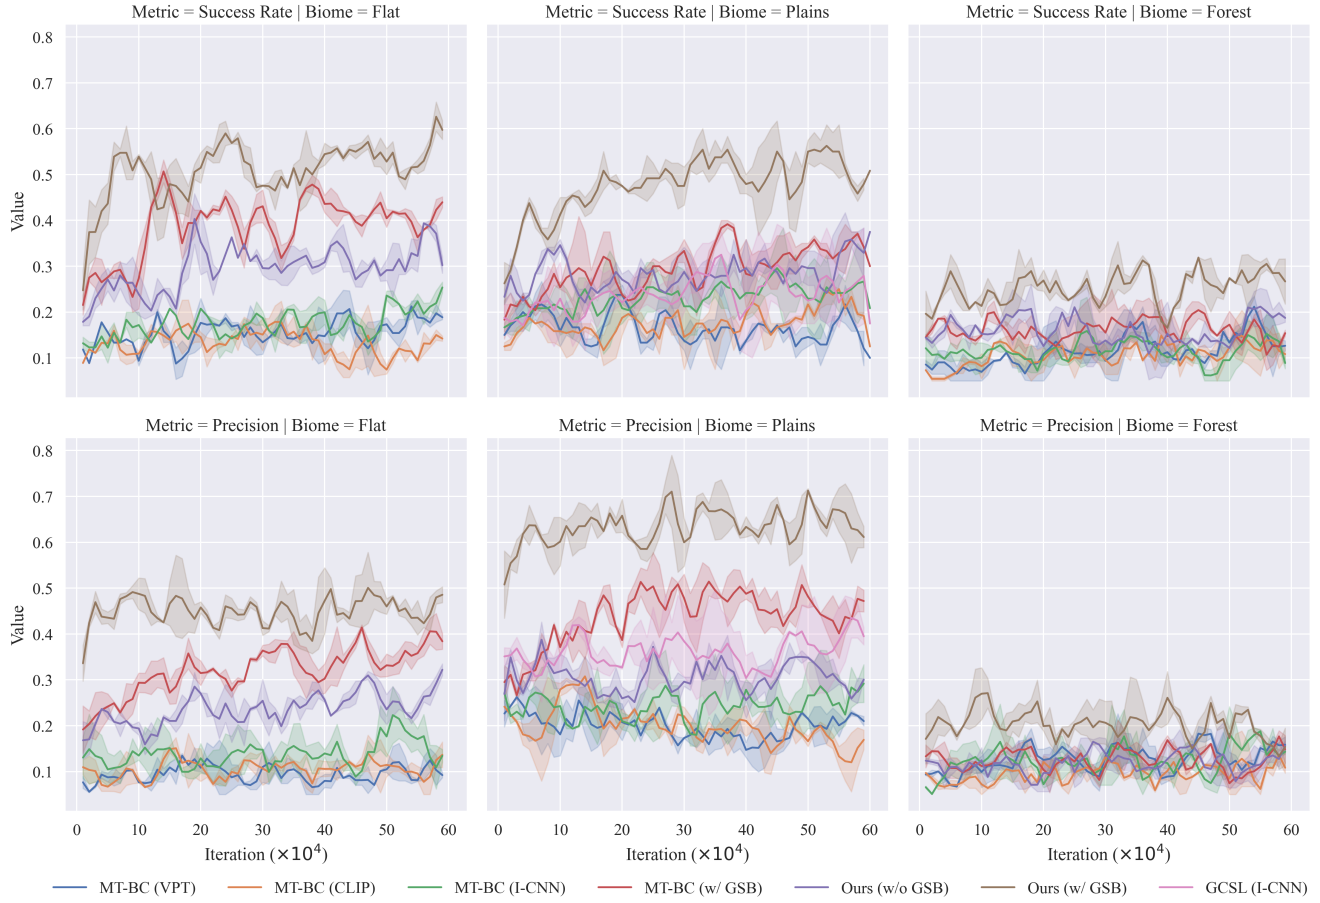 Metric = Success Rate | Biome = Flat
Metric = Success Rate | Biome = Plains
Metric = Success Rate | Biome = Forest
0.8
0.7
0.6
0.5
0.4
0.3
0.2
0.1
Value
Metric = Precision | Biome = Flat
Metric = Precision | Biome = Plains
Metric = Precision | Biome = Forest
0.8
0.7
0.6
0.5
0.4
0.3
0.2
0.1
Value
0 10 20 30 40 50 60
0 10 20 30 40 50 60
0 10 20 30 40 50 60
Iteration (×10⁴)
Iteration (×10⁴)
Iteration (×10⁴)
MT-BC (VPT) MT-BC (CLIP) MT-BC (I-CNN) MT-BC (w/ GSB) Ours (w/o GSB) Ours (w/ GSB) GCSL (I-CNN)